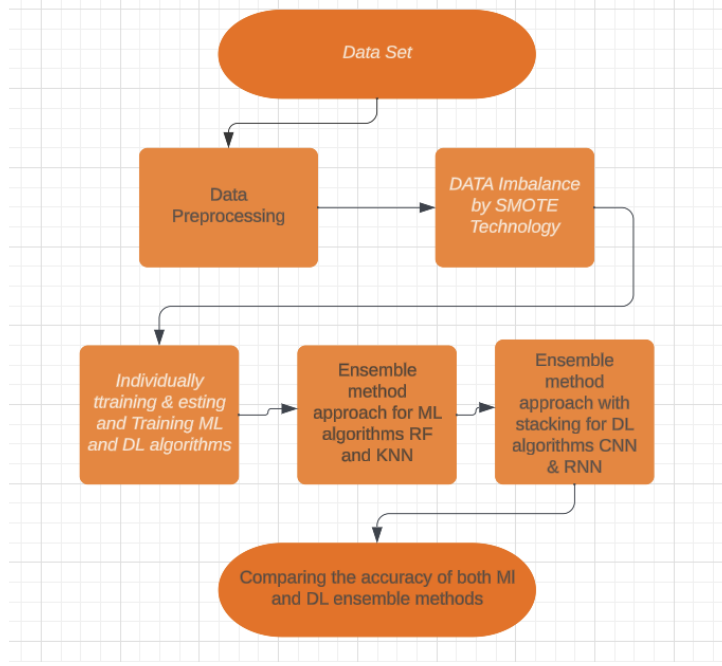 Data Set
Data
Preprocessing
DATA Imbalance
by SMOTE
Technology
Individually
ttraining & esting
and Training ML
and DL algorithms
Ensemble
method
approach for ML
algorithms RF
and KNN
Ensemble
method
approach with
stacking for DL
algorithms CNN
& RNN
Comparing the accuracy of both Ml
and DL ensemble methods